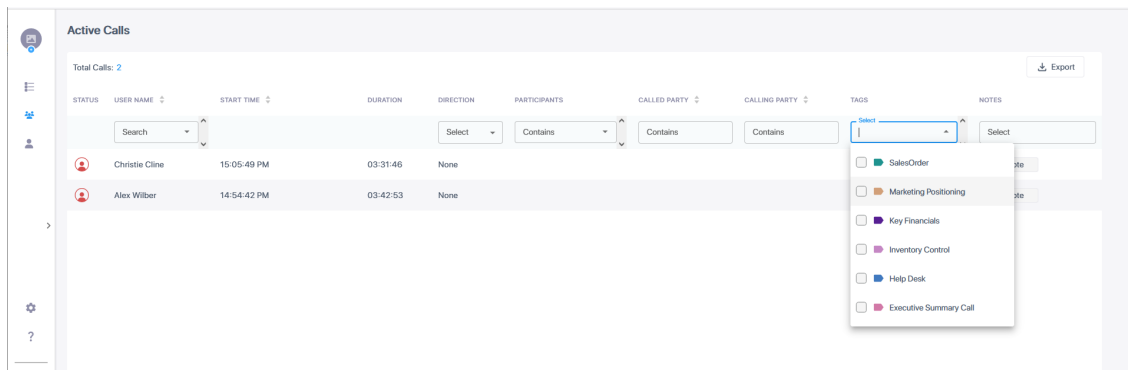 Active Calls
Total Calls: 2
Export
STATUS USER NAME START TIME DURATION DIRECTION PARTICIPANTS CALLED PARTY CALLING PARTY TAGS NOTES
Search Select Contains Contains Contains Select Select
Christie Cline 15:05:49 PM 03:31:46 None
Alex Wilber 14:54:42 PM 03:42:53 None
SalesOrder
Marketing Positioning
Key Financials
Inventory Control
Help Desk
Executive Summary Call
?